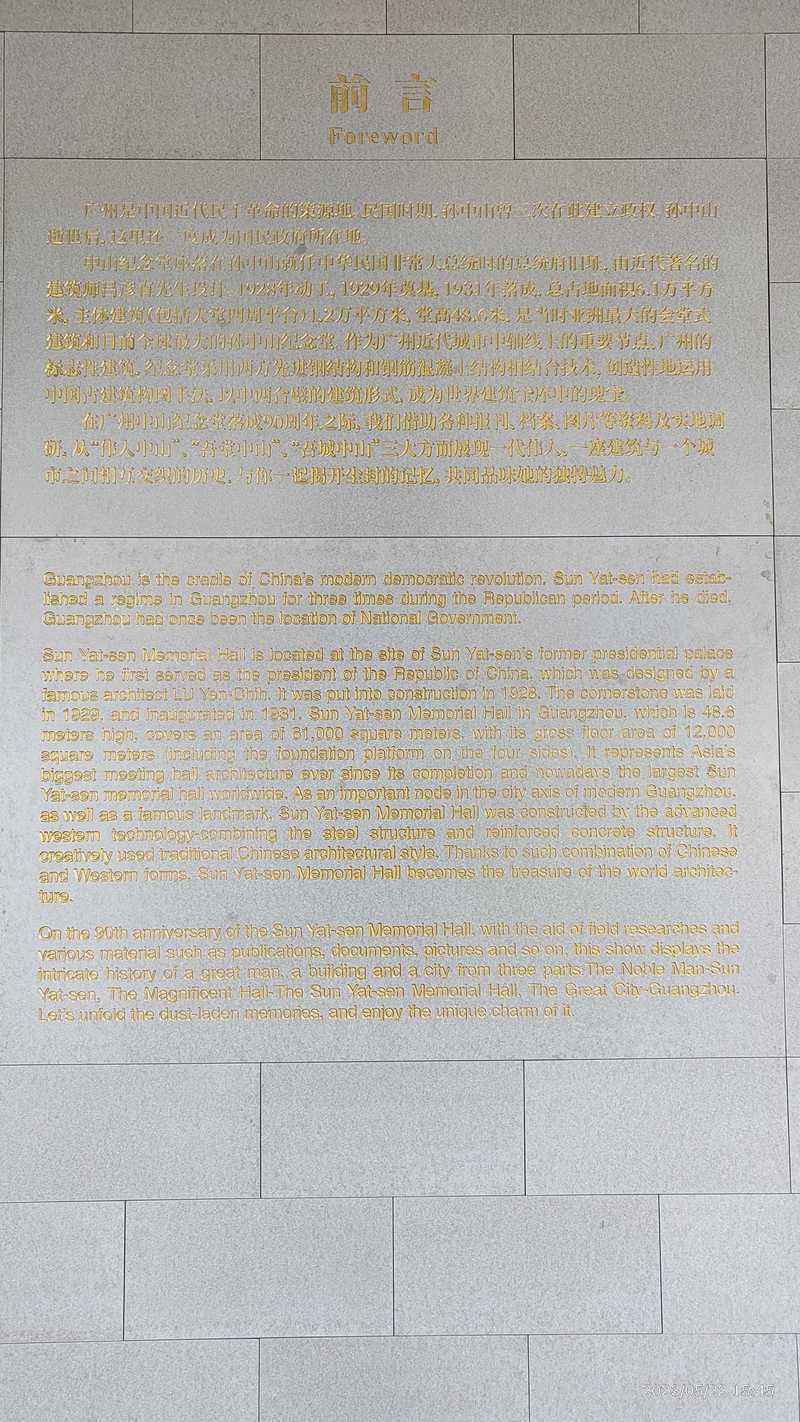 前言
Foreword
广州是中国近代民主革命的策源地，民国时期，孙中山曾三次在此建立政权，孙中山
逝世后，这里还一度成为国民政府所在地。
中山纪念堂坐落在孙中山就任中华民国非常大总统时的总统府旧址，由近代著名的
建筑师吕彦直先生设计，1928年动工，1929年奠基，1931年落成，总占地面积6.1万平方
米，主体建筑（包括大堂四周平台）1.2万平方米，堂高48.6米，是当时亚洲最大的会堂式
建筑和目前全球最大的孙中山纪念堂。作为广州近代城市中轴线上的重要节点、广州的
标志性建筑，纪念堂采用西方先进钢结构和钢筋混凝土结构相结合技术，创造性地运用
中国古建筑构图手法，以中西合璧的建筑形式，成为世界建筑宝库中的瑰宝。
在广州中山纪念堂落成90周年之际，我们借助各种报刊、档案、图片等资料及实地调
研，从“伟人中山”、“吾堂中山”、“吾城中山”三大方面展现一代伟人、一座建筑与一个城
市之间相互交织的历史，与你一起揭开尘封的记忆，共同品味她的独特魅力。
Guangzhou is the cradle of China's modern democratic revolution. Sun Yat-sen had estab-
lished a regime in Guangzhou for three times during the Republican period. After he died,
Guangzhou had once been the location of National Government.
Sun Yat-sen Memorial Hall is located at the site of Sun Yat-sen's former presidential palace
where he first served as the president of the Republic of China, which was designed by a
famous architect LU Yen-Chih. It was put into construction in 1928. The cornerstone was laid
in 1929, and inaugurated in 1931. Sun Yat-sen Memorial Hall in Guangzhou, which is 48.6
meters high, covers an area of 61,000 square meters, with its gross floor area of 12,000
square meters (including the foundation platform on the four sides). It represents Asia's
biggest meeting hall architecture ever since its completion and nowadays the largest Sun
Yat-sen memorial hall worldwide. As an important node in the city axis of modern Guangzhou,
as well as a famous landmark, Sun Yat-sen Memorial Hall was constructed by the advanced
western technology-combining the steel structure and reinforced concrete structure. It
creatively used traditional Chinese architectural style. Thanks to such combination of Chinese
and Western forms, Sun Yat-sen Memorial Hall becomes the treasure of the world architec-
ture.
On the 90th anniversary of the Sun Yat-sen Memorial Hall, with the aid of field researches and
various material such as publications, documents, pictures and so on, this show displays the
intricate history of a great man, a building and a city from three parts:The Noble Man-Sun
Yat-sen, The Magnificent Hall-The Sun Yat-sen Memorial Hall, The Great City-Guangzhou.
Let's unfold the dust-laden memories, and enjoy the unique charm of it.